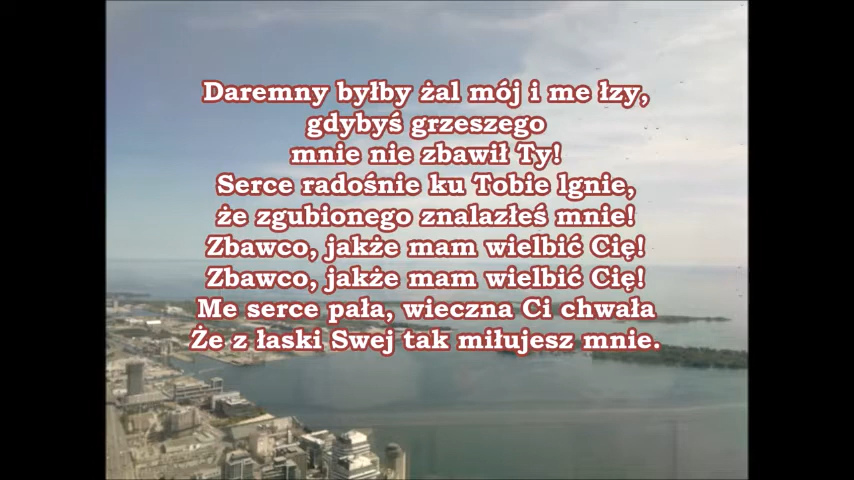 Daremny byłby żal mój i me łzy,
gdybyś grzeszego
mnie nie zbawił Ty!
Serce radośnie ku Tobie lgnie,
że zgubionego znalazłeś mnie!
Zbawco, jakże mam wielbić Cię!
Zbawco, jakże mam wielbić Cię!
Me serce pała, wieczna Ci chwała
Że z łaski Swej tak miłujesz mnie.